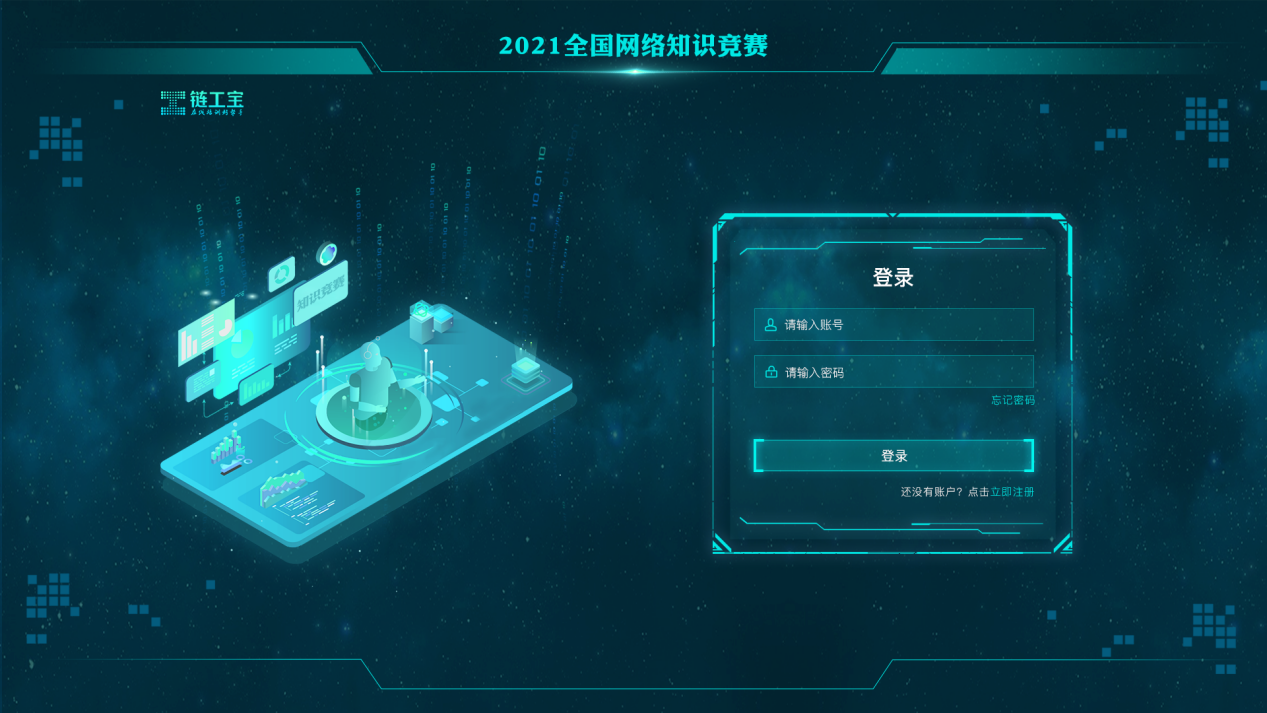 2021全国网络知识竞赛
链工宝
知识竞赛
登录
请输入账号
请输入密码
忘记密码
登录
还没有账户？点击立即注册